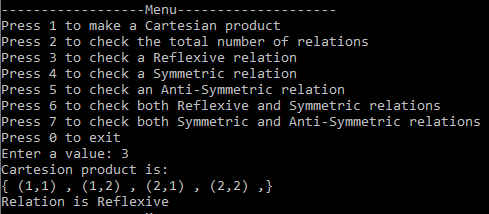 ------------------Menu--------------------
Press 1 to make a Cartesian product
Press 2 to check the total number of relations
Press 3 to check a Reflexive relation
Press 4 to check a Symmetric relation
Press 5 to check an Anti-Symmetric relation
Press 6 to check both Reflexive and Symmetric relations
Press 7 to check both Symmetric and Anti-Symmetric relations
Press 0 to exit
Enter a value: 3
Cartesion product is:
{ (1,1) , (1,2) , (2,1) , (2,2) ,}
Relation is Reflexive